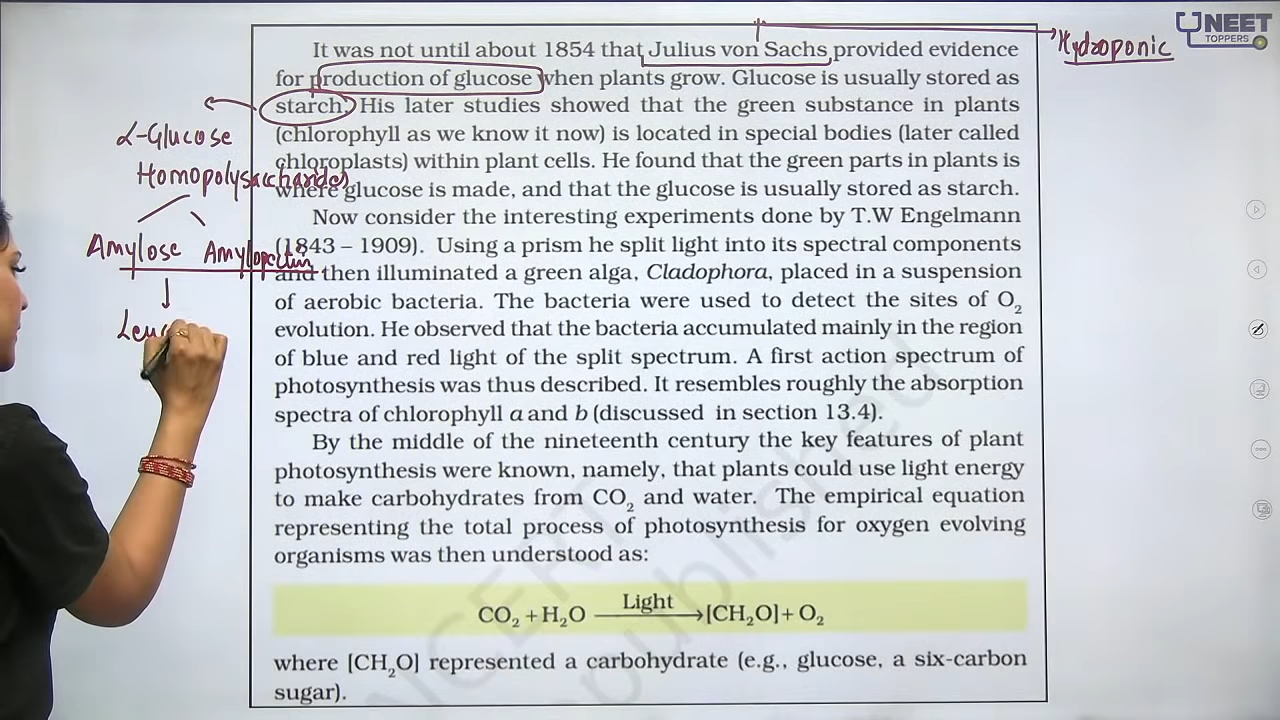 It was not until about 1854 that Julius von Sachs provided evidence
for production of glucose when plants grow. Glucose is usually stored as
starch. His later studies showed that the green substance in plants
(chlorophyll as we know it now) is located in special bodies (later called
chloroplasts) within plant cells. He found that the green parts in plants is
where glucose is made, and that the glucose is usually stored as starch.
Now consider the interesting experiments done by T.W Engelmann
(1843 – 1909). Using a prism he split light into its spectral components
and then illuminated a green alga, Cladophora, placed in a suspension
of aerobic bacteria. The bacteria were used to detect the sites of O₂
evolution. He observed that the bacteria accumulated mainly in the region
of blue and red light of the split spectrum. A first action spectrum of
photosynthesis was thus described. It resembles roughly the absorption
spectra of chlorophyll a and b (discussed in section 13.4).
By the middle of the nineteenth century the key features of plant
photosynthesis were known, namely, that plants could use light energy
to make carbohydrates from CO₂ and water. The empirical equation
representing the total process of photosynthesis for oxygen evolving
organisms was then understood as:
CO₂ + H₂O Light → [CH₂O] + O₂
where [CH₂O] represented a carbohydrate (e.g., glucose, a six-carbon
sugar).
Hydroponic
α-Glucose
Homopolysaccharides
Amylose Amylopectin
NEET
TOPPERS
NCERT
published